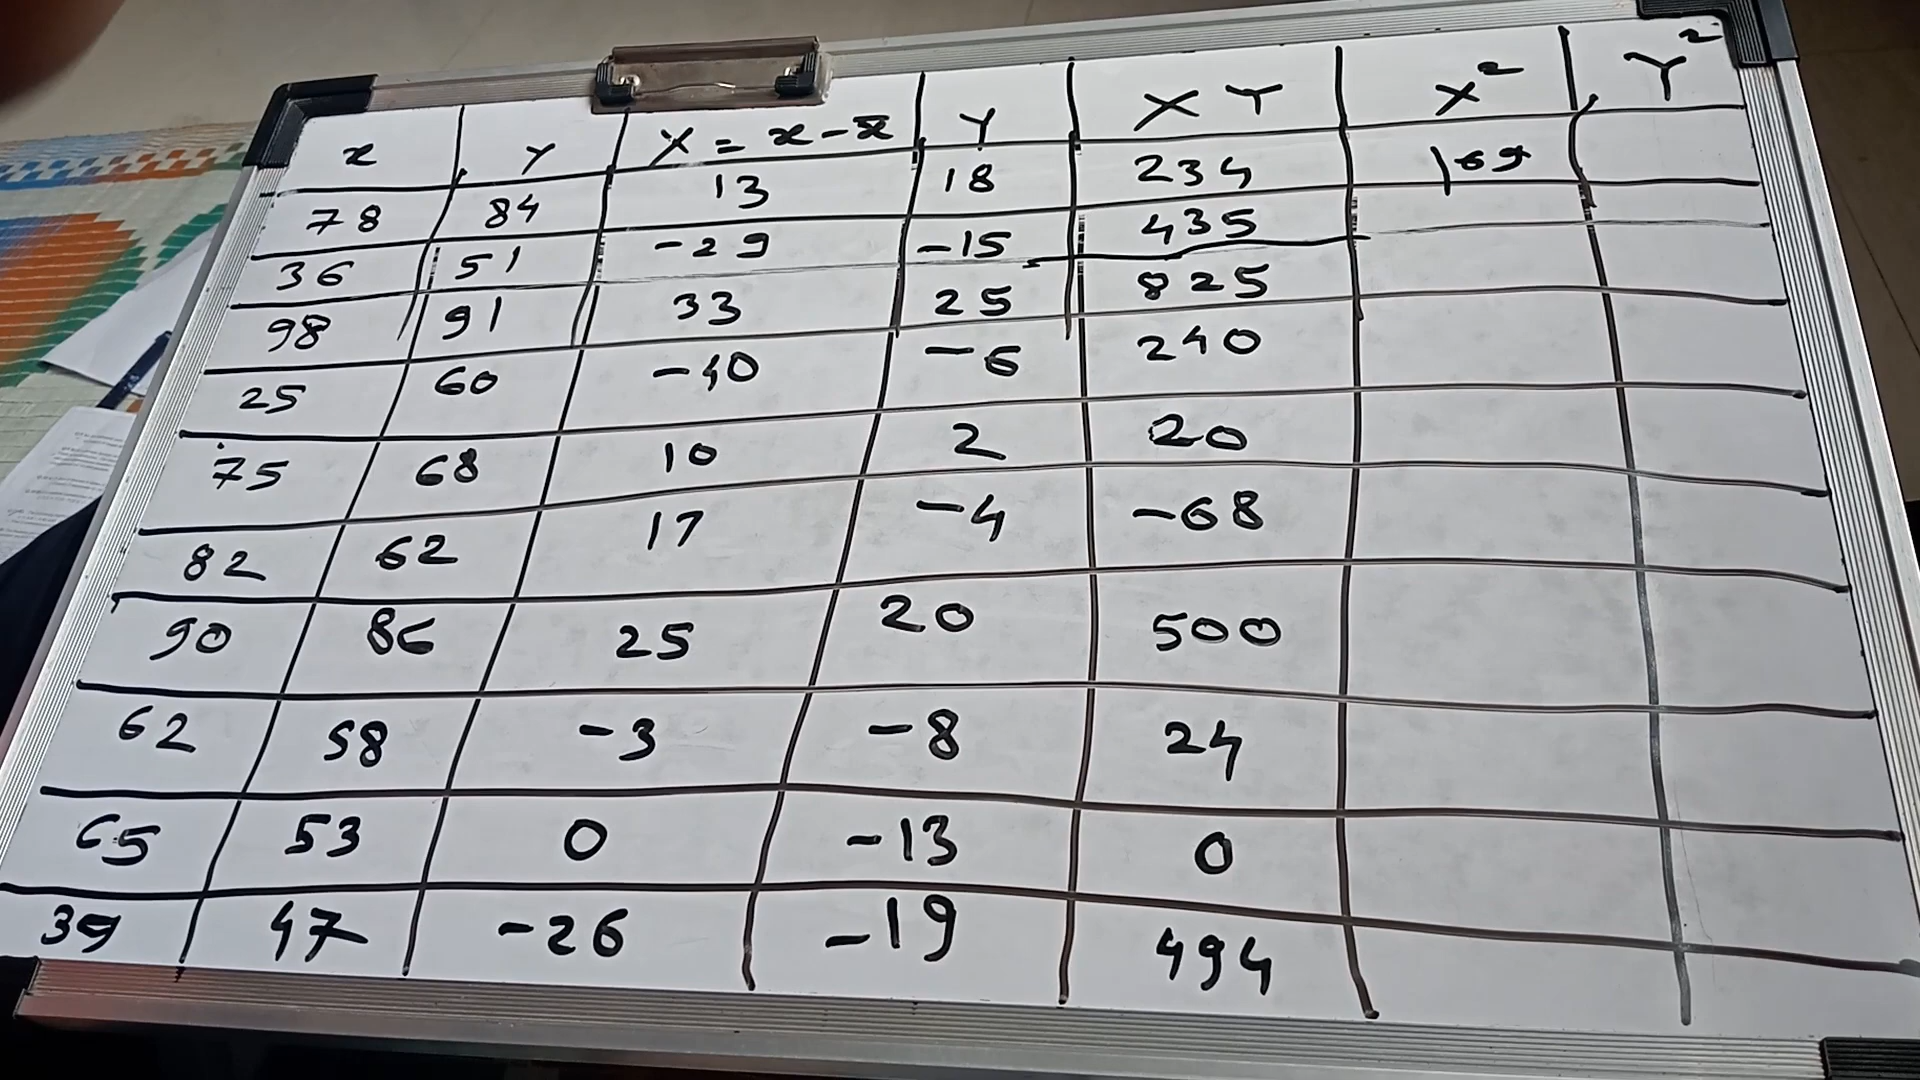 x y X = x - x̄ Y XY X² Y²
78 84 13 18 234 169
36 51 -29 -15 435
98 91 33 25 825
25 60 -40 -6 240
75 68 10 2 20
82 62 17 -4 -68
90 86 25 20 500
62 58 -3 -8 24
65 53 0 -13 0
39 47 -26 -19 494